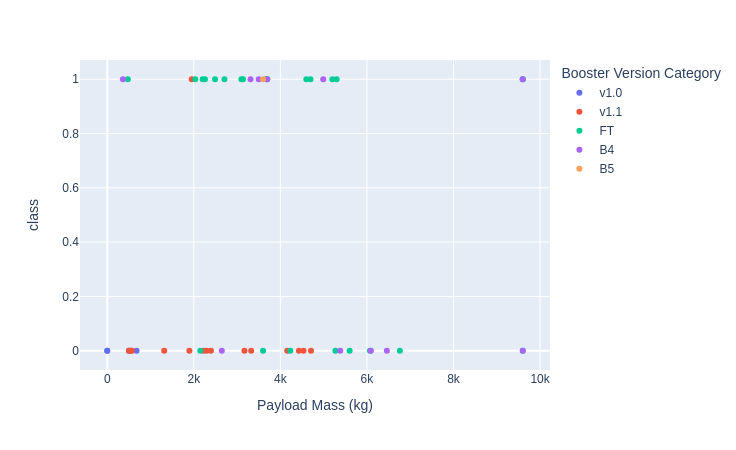 Booster Version Category
v1.0
v1.1
FT
B4
B5
class
1
0.8
0.6
0.4
0.2
0
0 2k 4k 6k 8k 10k
Payload Mass (kg)